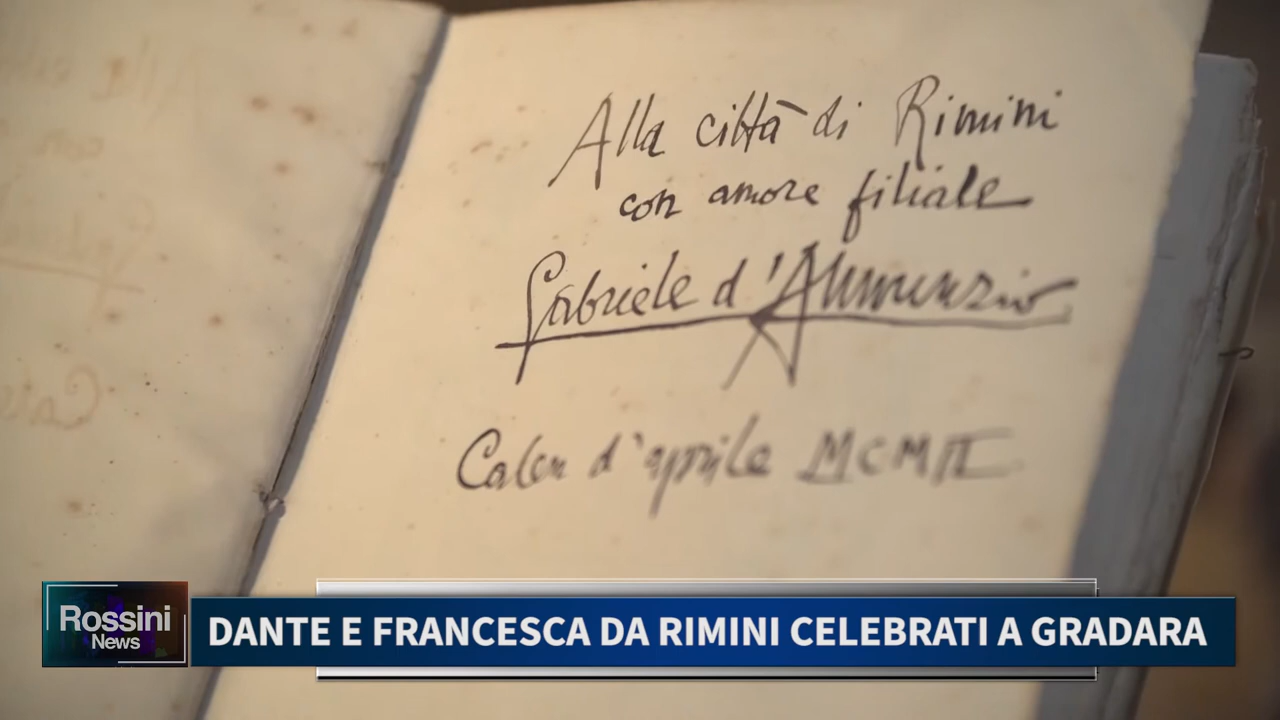 Alla città di Rimini
con amore filiale
Gabriele d'Annunzio
Calen d'aprile MCMII
Rossini
News
DANTE E FRANCESCA DA RIMINI CELEBRATI A GRADARA